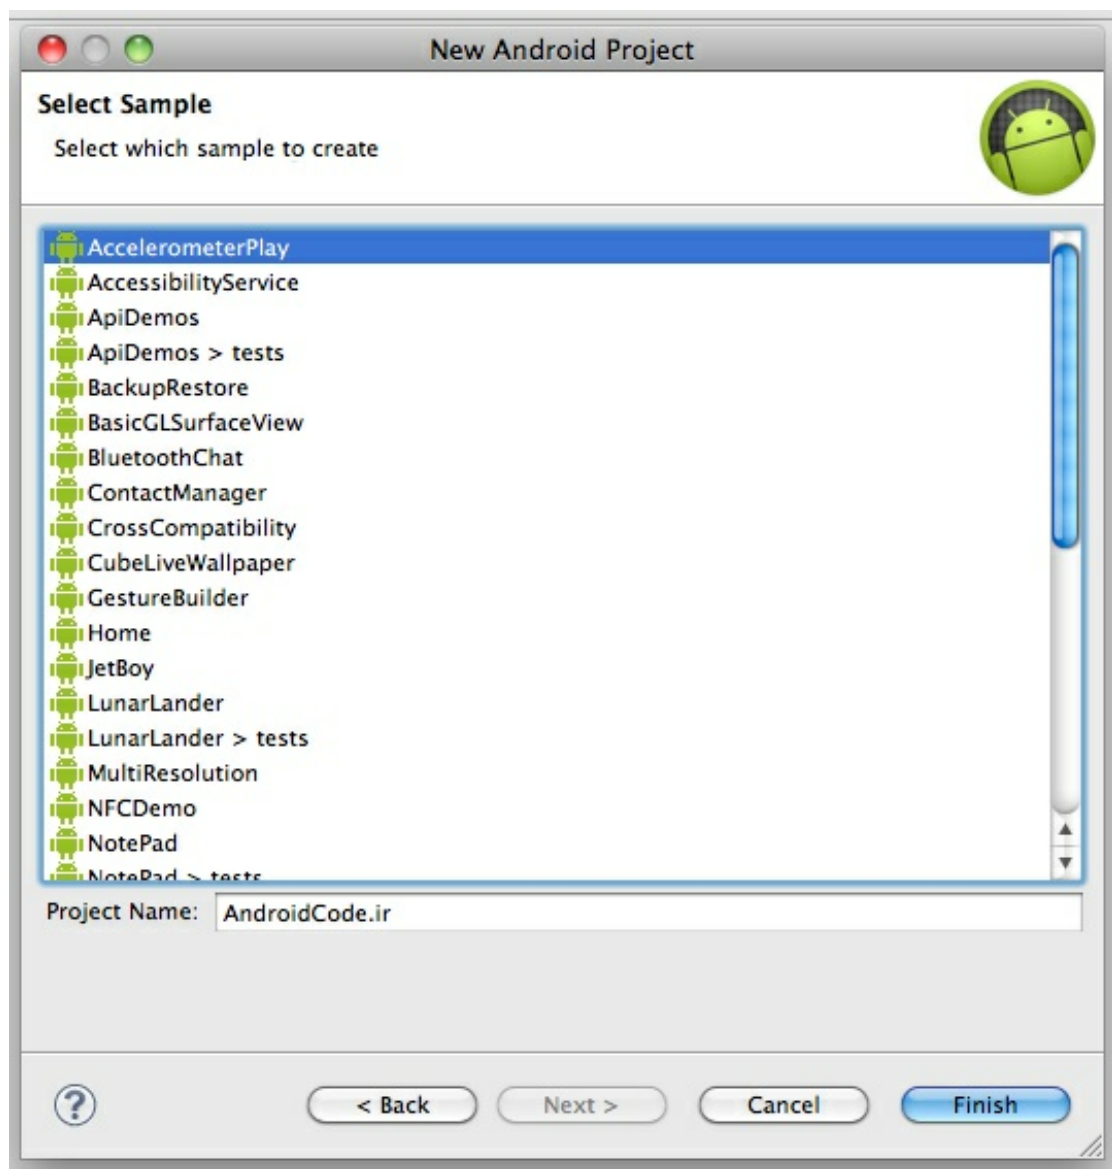 New Android Project
Select Sample
Select which sample to create
AccelerometerPlay
AccessibilityService
ApiDemos
ApiDemos > tests
BackupRestore
BasicGLSurfaceView
BluetoothChat
ContactManager
CrossCompatibility
CubeLiveWallpaper
GestureBuilder
Home
JetBoy
LunarLander
LunarLander > tests
MultiResolution
NFCDemo
NotePad
NotePad > tests
Project Name: AndroidCode.ir
? < Back Next > Cancel Finish